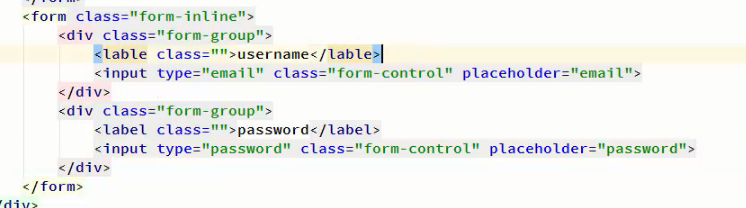 </form>
<form class="form-inline">
<div class="form-group">
<lable class="">username</lable>
<input type="email" class="form-control" placeholder="email">
</div>
<div class="form-group">
<label class="">password</label>
<input type="password" class="form-control" placeholder="password">
</div>
</form>
/div>